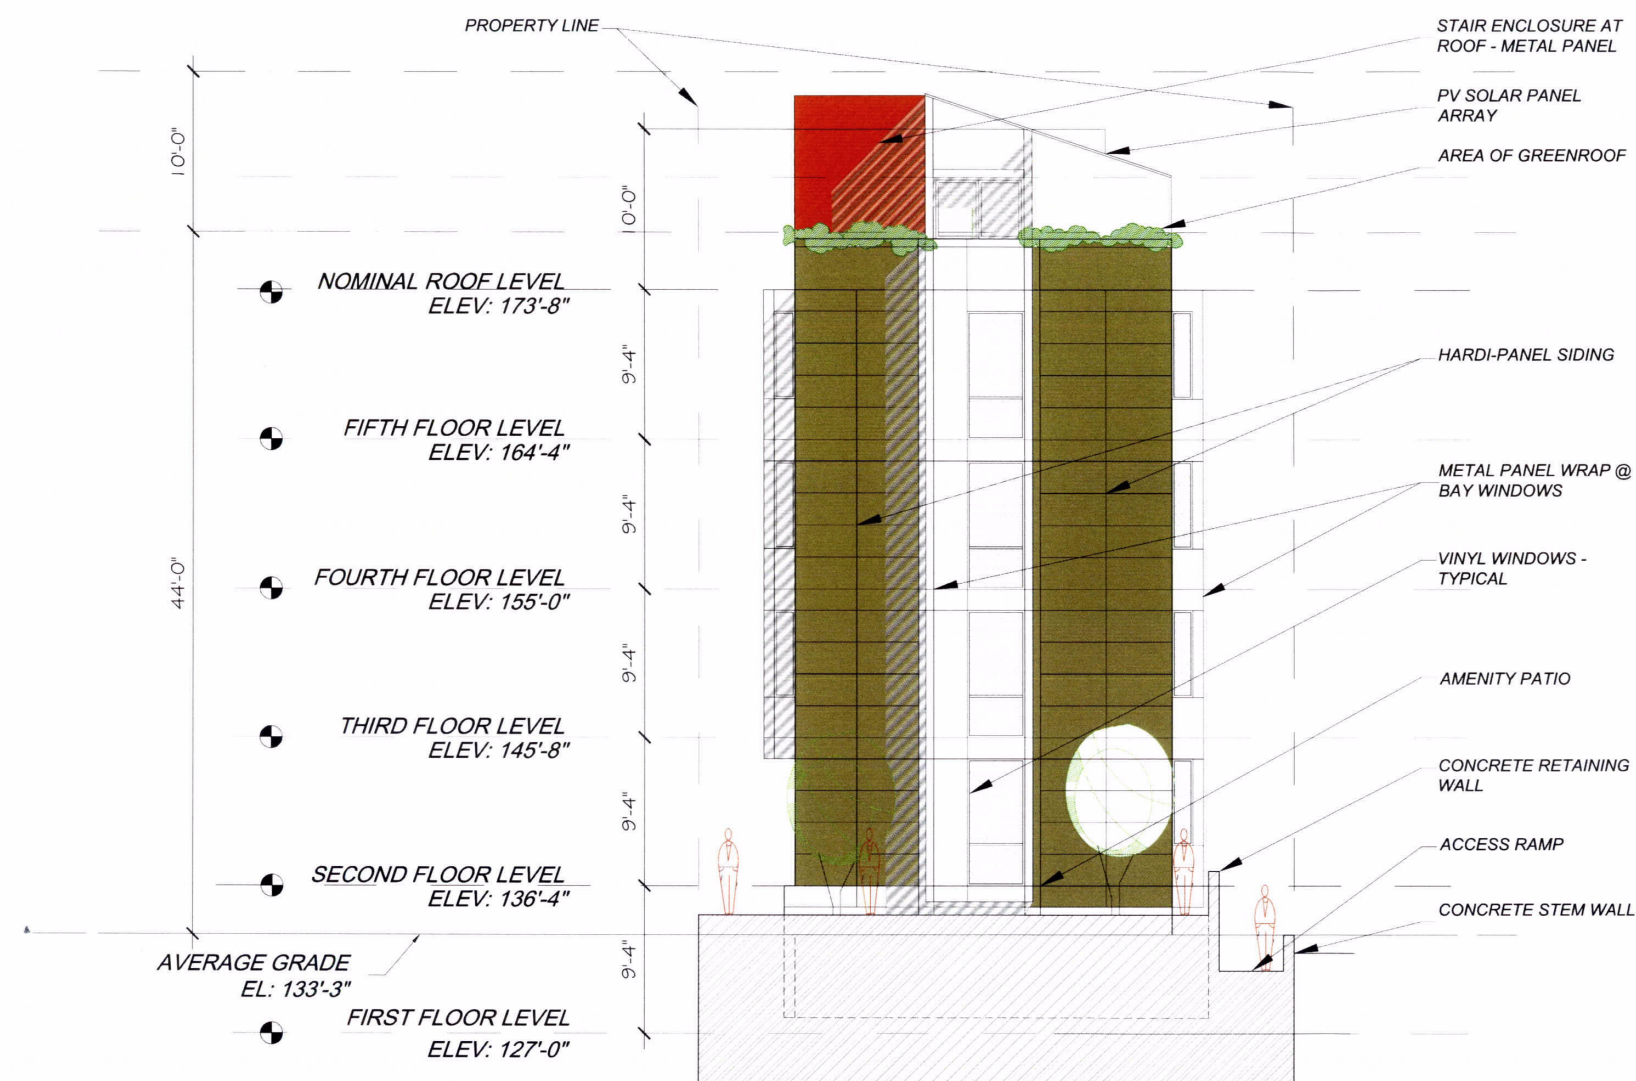 PROPERTY LINE
STAIR ENCLOSURE AT
ROOF - METAL PANEL
PV SOLAR PANEL
ARRAY
AREA OF GREENROOF
10'-0"
10'-0"
NOMINAL ROOF LEVEL
ELEV: 173'-8"
9'-4"
HARDI-PANEL SIDING
FIFTH FLOOR LEVEL
ELEV: 164'-4"
METAL PANEL WRAP @
BAY WINDOWS
9'-4"
VINYL WINDOWS -
TYPICAL
44'-0"
FOURTH FLOOR LEVEL
ELEV: 155'-0"
9'-4"
AMENITY PATIO
THIRD FLOOR LEVEL
ELEV: 145'-8"
CONCRETE RETAINING
WALL
9'-4"
ACCESS RAMP
SECOND FLOOR LEVEL
ELEV: 136'-4"
CONCRETE STEM WALL
9'-4"
AVERAGE GRADE
EL: 133'-3"
FIRST FLOOR LEVEL
ELEV: 127'-0"